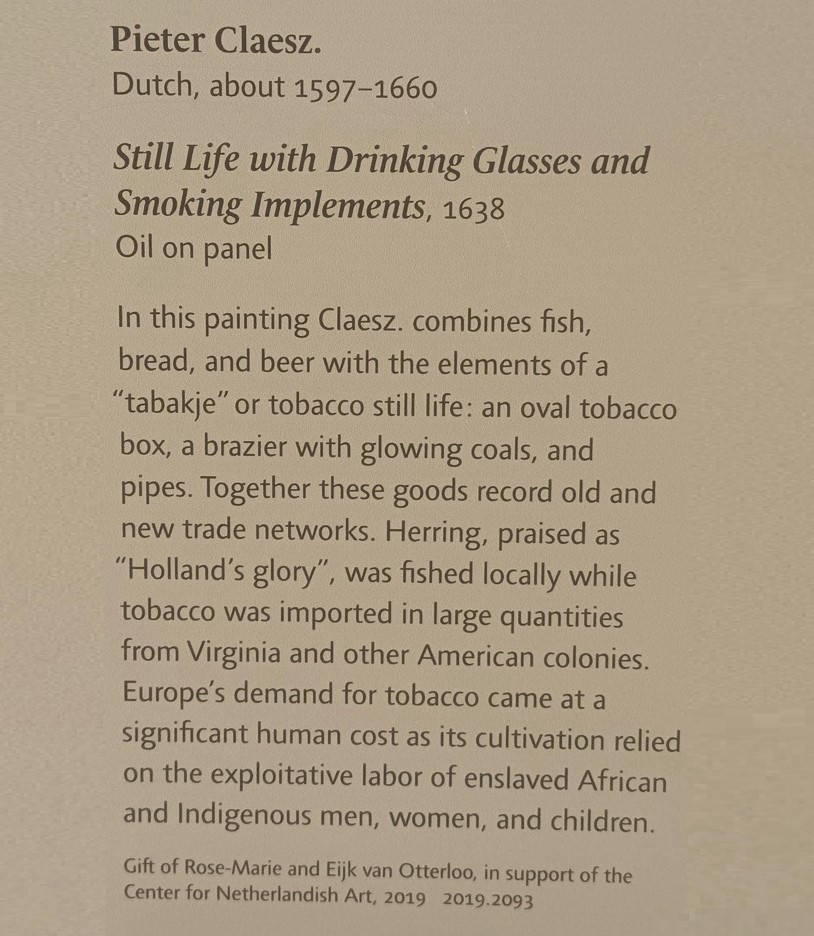 Pieter Claesz.
Dutch, about 1597–1660
Still Life with Drinking Glasses and
Smoking Implements, 1638
Oil on panel
In this painting Claesz. combines fish,
bread, and beer with the elements of a
“tabakje” or tobacco still life: an oval tobacco
box, a brazier with glowing coals, and
pipes. Together these goods record old and
new trade networks. Herring, praised as
“Holland’s glory”, was fished locally while
tobacco was imported in large quantities
from Virginia and other American colonies.
Europe’s demand for tobacco came at a
significant human cost as its cultivation relied
on the exploitative labor of enslaved African
and Indigenous men, women, and children.
Gift of Rose-Marie and Eijk van Otterloo, in support of the
Center for Netherlandish Art, 2019 2019.2093